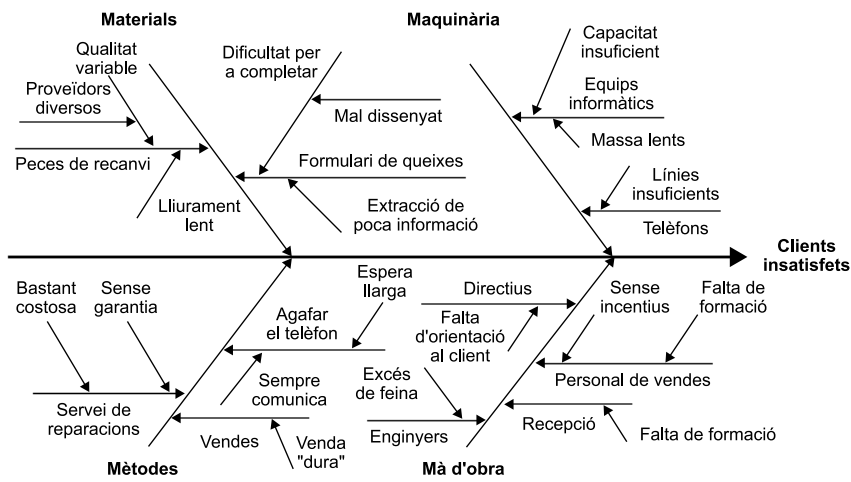 Materials
Maquinària
Qualitat
variable
Proveïdors
diversos
Peces de recanvi
Lliurament
lent
Dificultat per
a completar
Mal dissenyat
Formulari de queixes
Extracció de
poca informació
Capacitat
insuficient
Equips
informàtics
Massa lents
Línies
insuficients
Telèfons
Clients
insatisfets
Bastant
costosa
Sense
garantia
Servei de
reparacions
Agafar
el telèfon
Espera
llarga
Sempre
comunica
Vendes
Venda
"dura"
Mètodes
Directius
Falta
d'orientació
al client
Excés
de feina
Enginyers
Sense
incentius
Falta de
formació
Personal de vendes
Recepció
Falta de formació
Mà d'obra